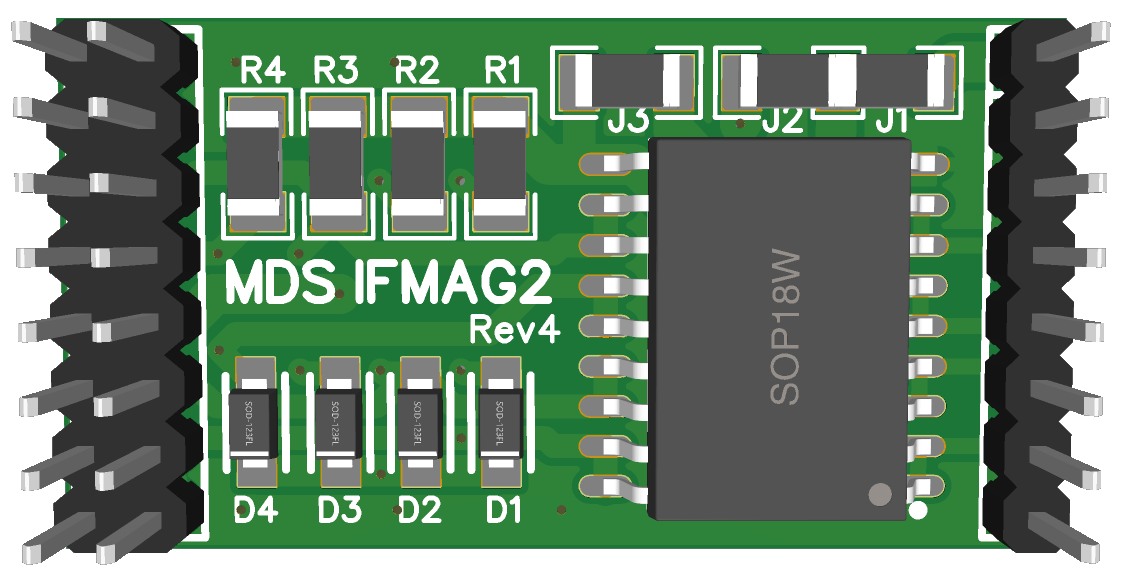 R4 R3 R2 R1
J3 J2 J1
MDS IFMAG2
Rev4
SOP18W
SOD-123FL SOD-123FL SOD-123FL SOD-123FL
D4 D3 D2 D1